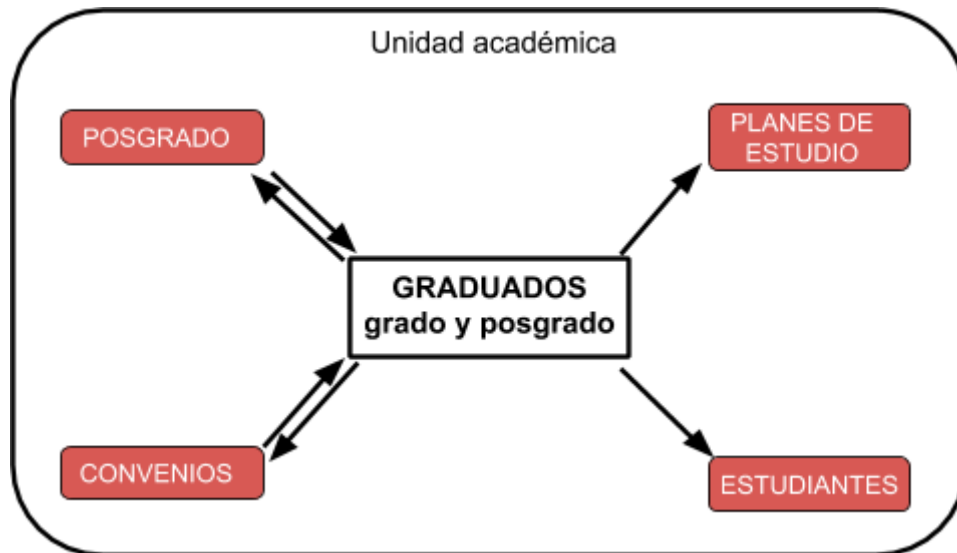 Unidad académica
POSGRADO
PLANES DE
ESTUDIO
GRADUADOS
grado y posgrado
CONVENIOS
ESTUDIANTES